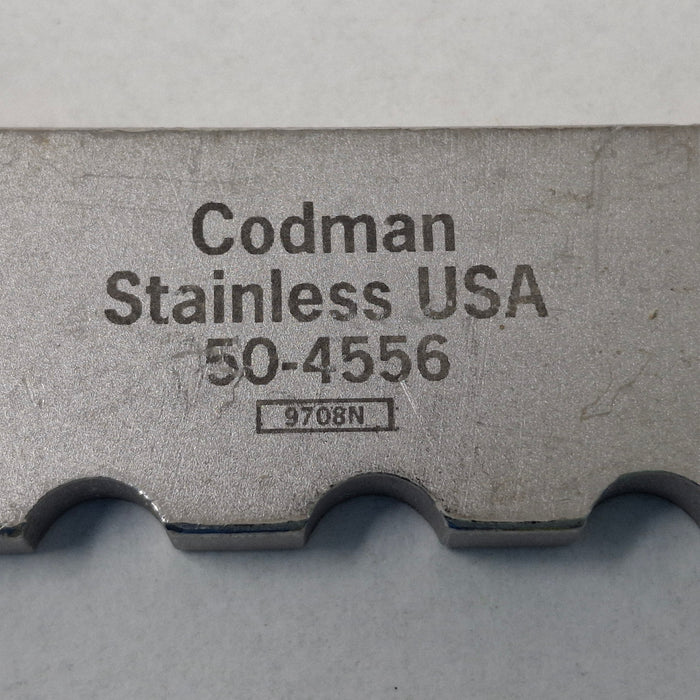 Codman
Stainless USA
50-4556
9708N